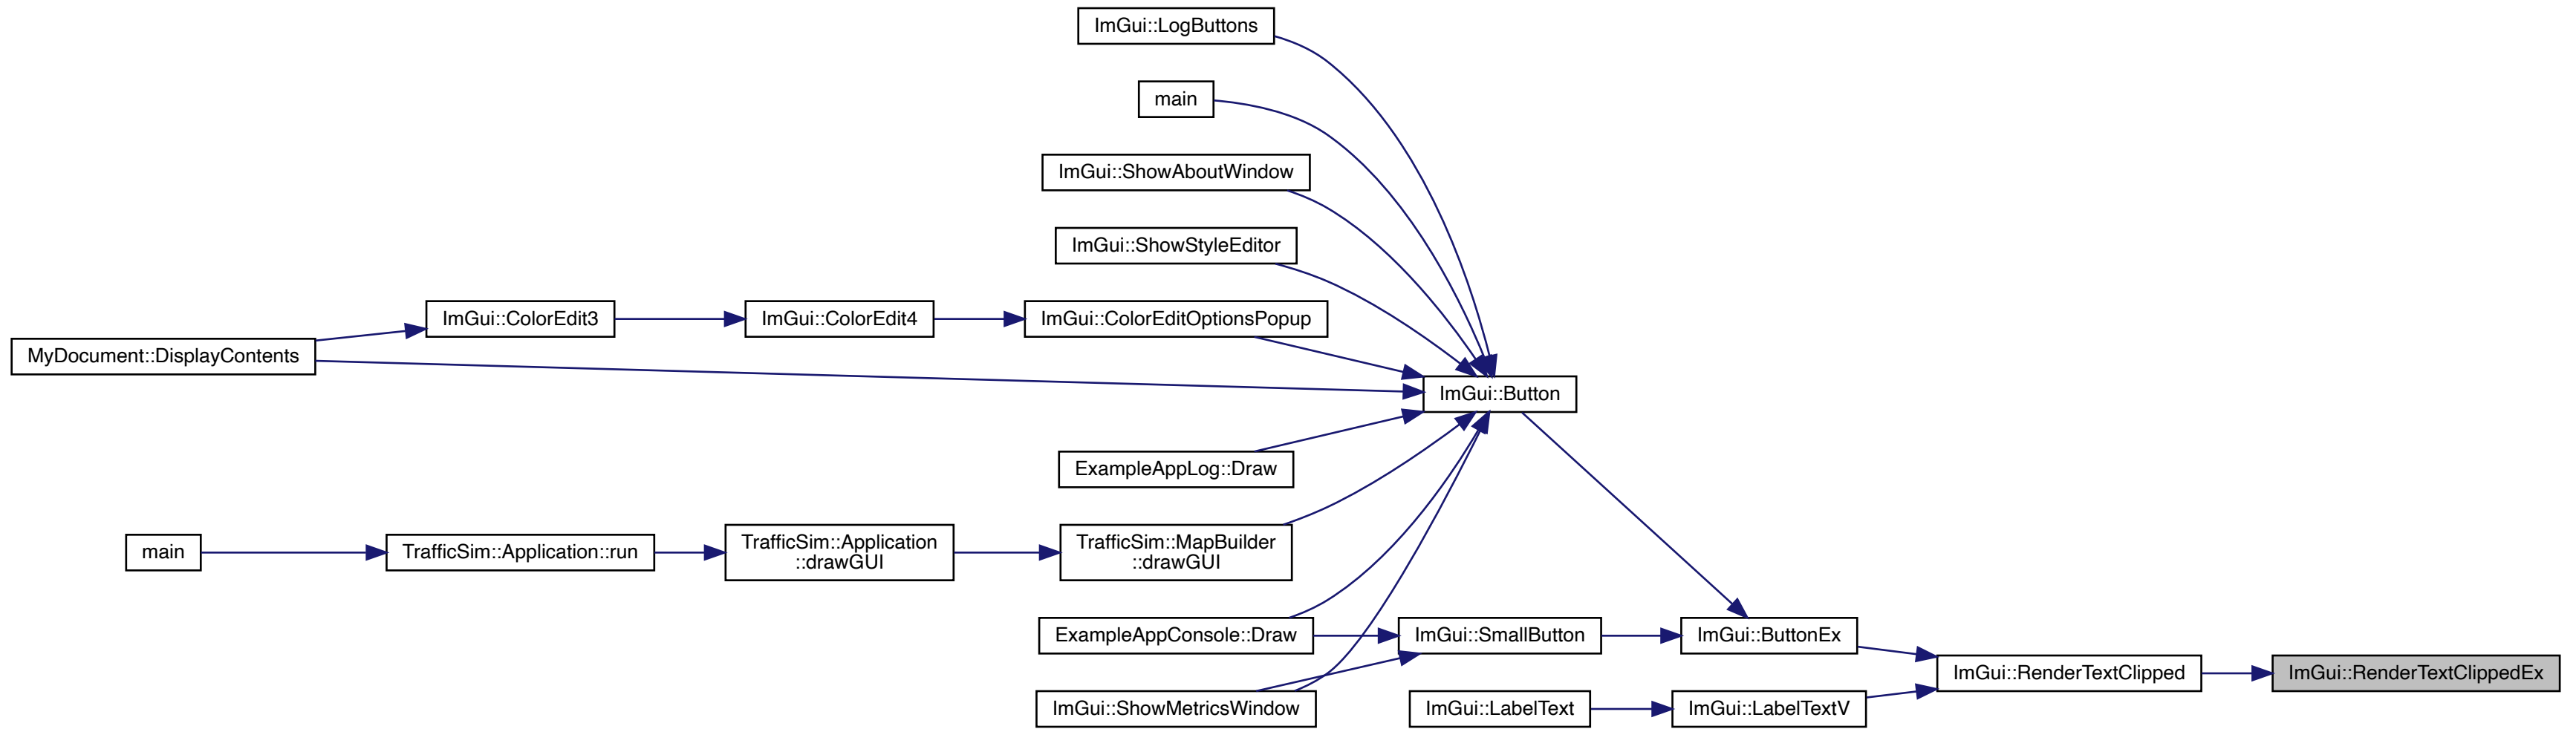 ImGui::LogButtons
main
ImGui::ShowAboutWindow
ImGui::ShowStyleEditor
ImGui::ColorEdit3
ImGui::ColorEdit4
ImGui::ColorEditOptionsPopup
MyDocument::DisplayContents
ImGui::Button
ExampleAppLog::Draw
main
TrafficSim::Application::run
TrafficSim::Application
::drawGUI
TrafficSim::MapBuilder
::drawGUI
ExampleAppConsole::Draw
ImGui::SmallButton
ImGui::ButtonEx
ImGui::RenderTextClipped
ImGui::RenderTextClippedEx
ImGui::ShowMetricsWindow
ImGui::LabelText
ImGui::LabelTextV